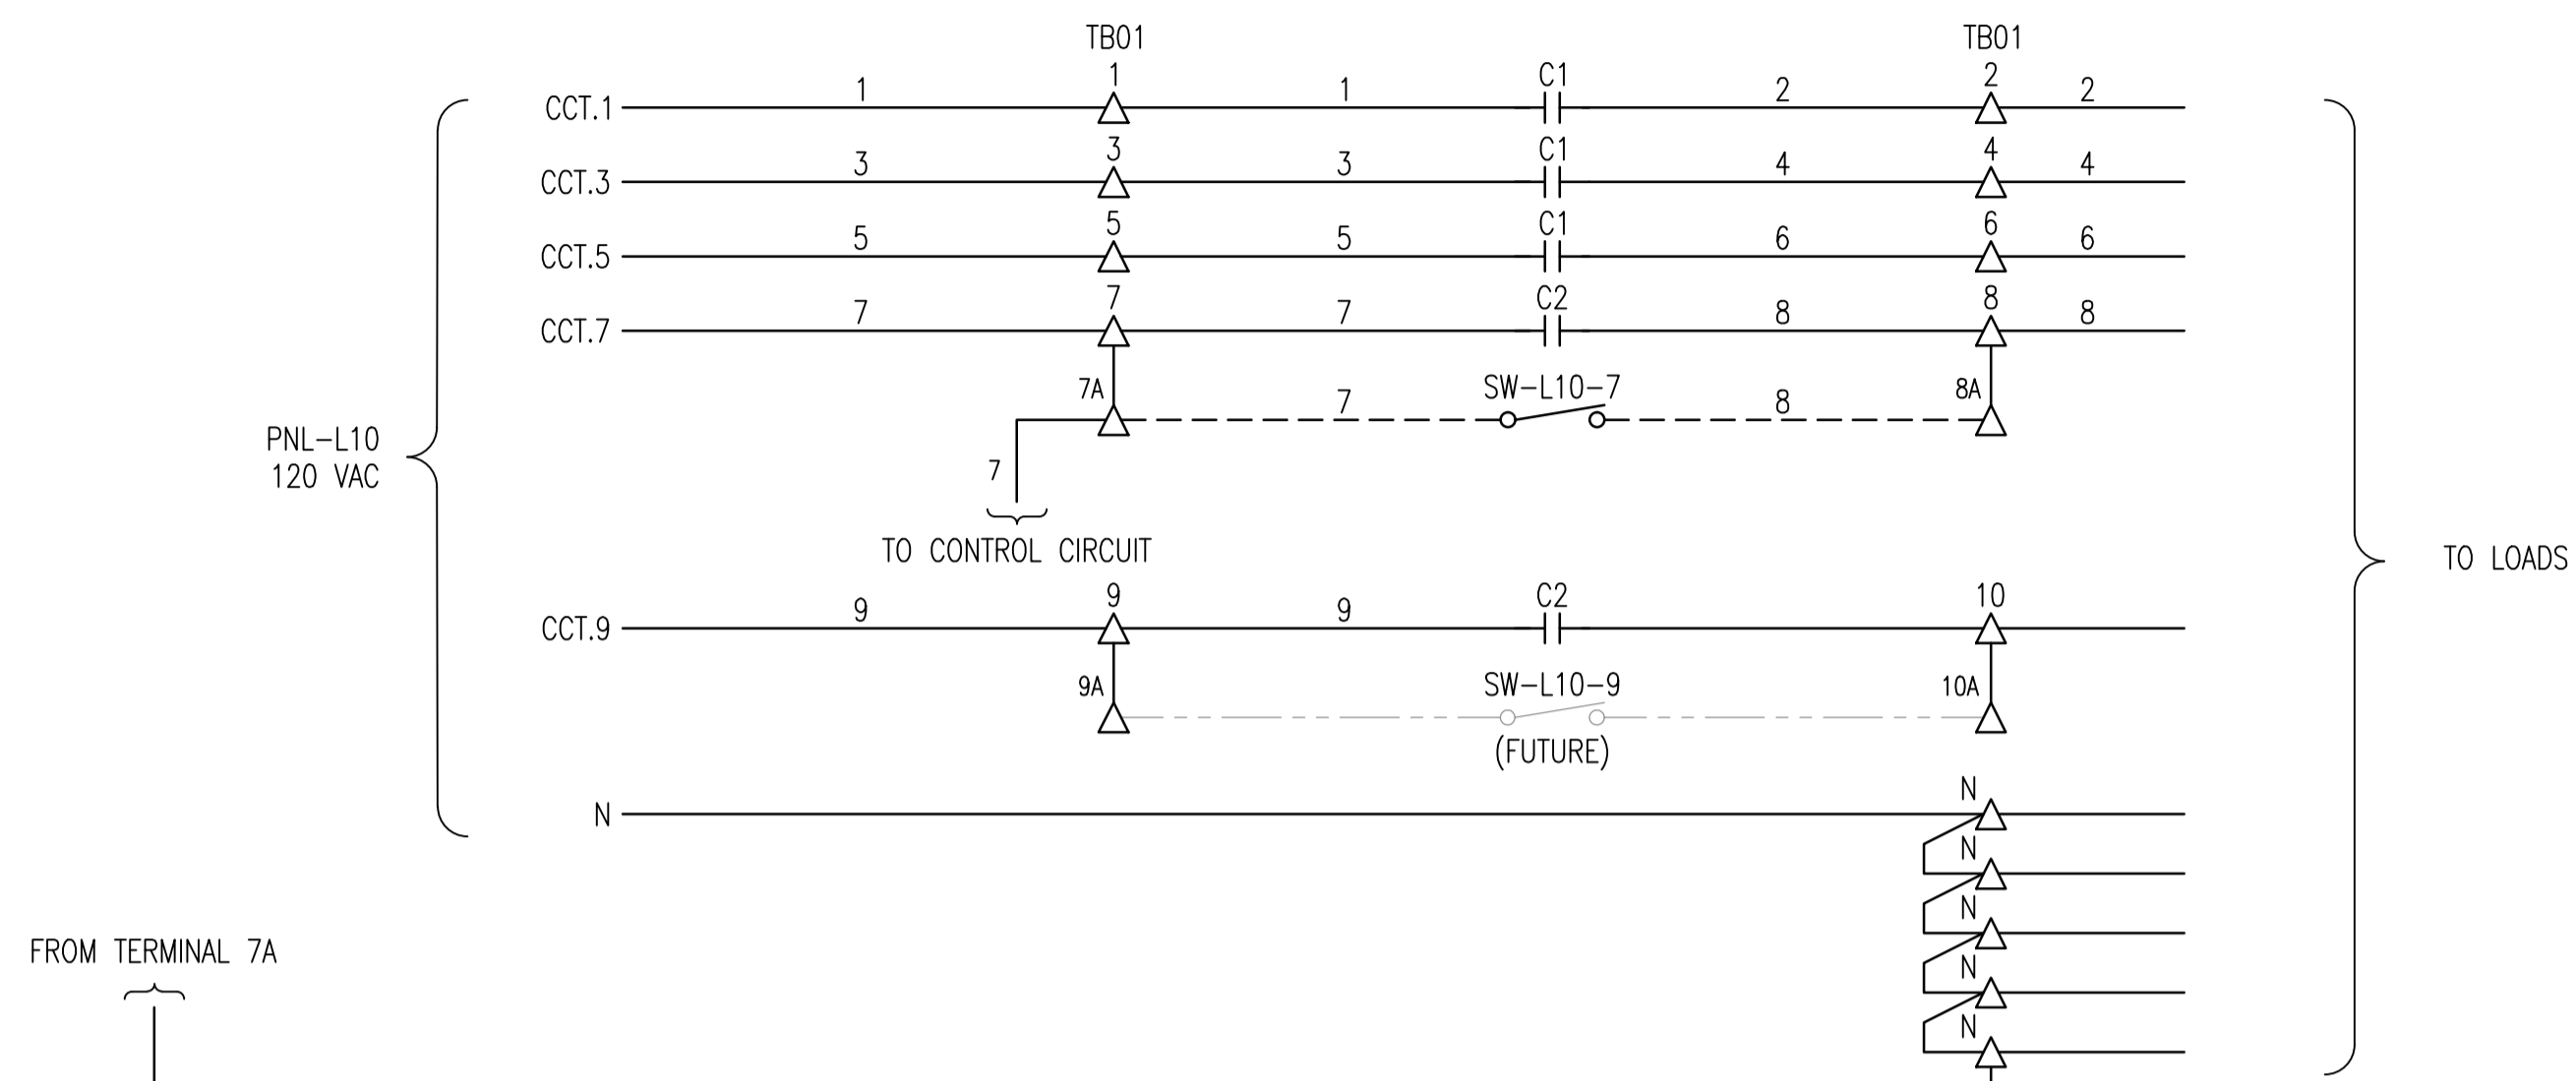 TB01 TB01
1 2
CCT.1 1 1 C1 2 2
3 4
CCT.3 3 3 C1 4 4
5 6
CCT.5 5 5 C1 6 6
7 8
CCT.7 7 7 C2 8 8
7A 7 SW-L10-7 8 8A
PNL-L10
120 VAC
7
TO CONTROL CIRCUIT
TO LOADS
9 10
CCT.9 9 9 C2
9A SW-L10-9 10A
(FUTURE)
N N
N
N
N
N
FROM TERMINAL 7A